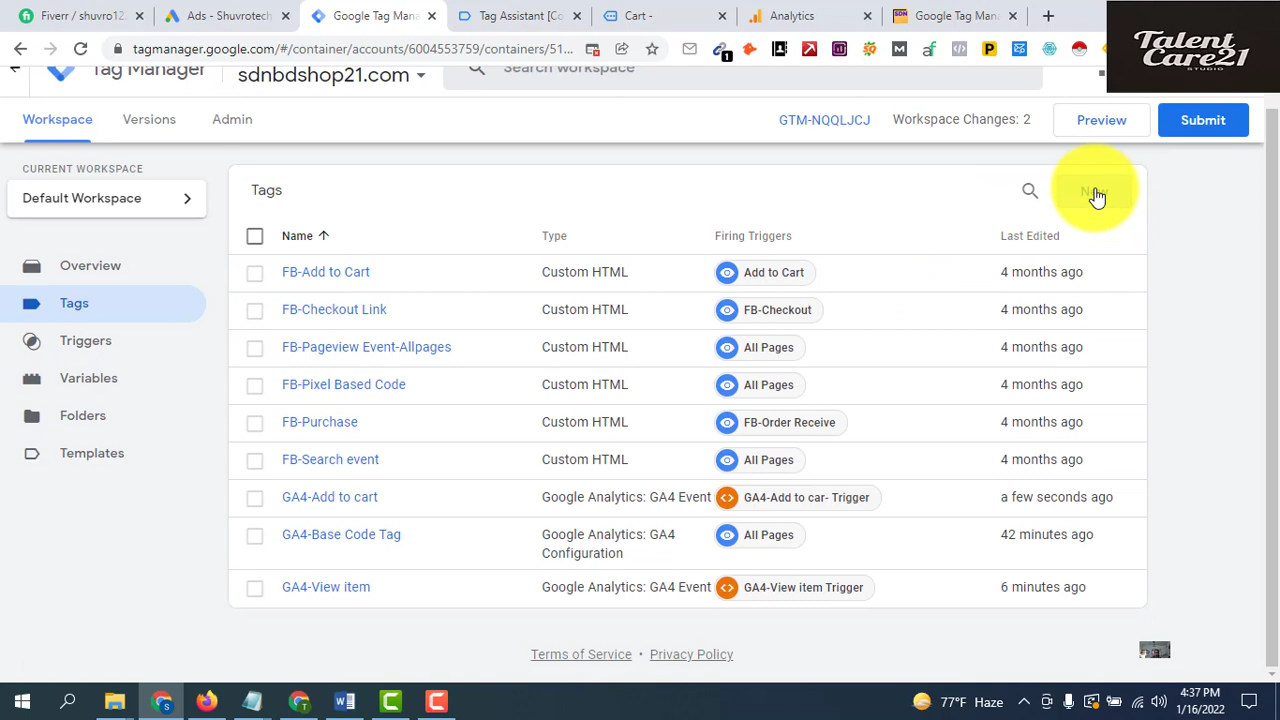 Fiverr / shuvro12
Ads - Shuvrotech
Google Tag Mana
Tag Assistant [Co
Cart -
Analytics
Google Tag Mana
tagmanager.google.com/#/container/accounts/6004553759/containers/51...
Talent
Care21
STUDIO
Tag Manager
sdnbdshop21.com
Search workspace
Workspace
Versions
Admin
GTM-NQQLJCJ
Workspace Changes: 2
Preview
Submit
CURRENT WORKSPACE
Default Workspace
Overview
Tags
Triggers
Variables
Folders
Templates
Tags
New
Name
Type
Firing Triggers
Last Edited
FB-Add to Cart
Custom HTML
Add to Cart
4 months ago
FB-Checkout Link
Custom HTML
FB-Checkout
4 months ago
FB-Pageview Event-Allpages
Custom HTML
All Pages
4 months ago
FB-Pixel Based Code
Custom HTML
All Pages
4 months ago
FB-Purchase
Custom HTML
FB-Order Receive
4 months ago
FB-Search event
Custom HTML
All Pages
4 months ago
GA4-Add to cart
Google Analytics: GA4 Event
GA4-Add to car- Trigger
a few seconds ago
GA4-Base Code Tag
Google Analytics: GA4
Configuration
All Pages
42 minutes ago
GA4-View item
Google Analytics: GA4 Event
GA4-View item Trigger
6 minutes ago
Terms of Service • Privacy Policy
77°F Haze
4:37 PM
1/16/2022